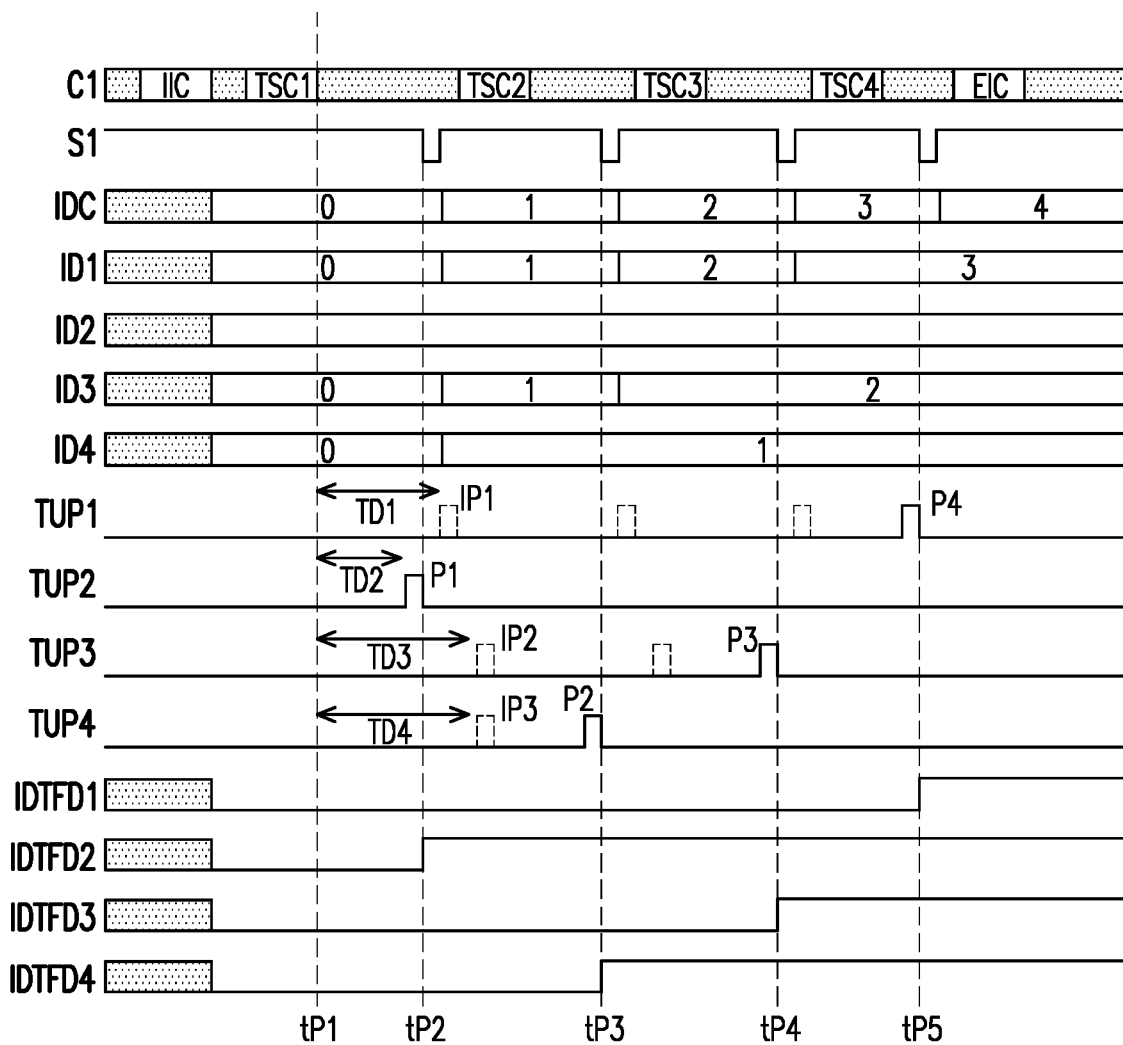 C1 IIC TSC1 TSC2 TSC3 TSC4 EIC
S1
IDC 0 1 2 3 4
ID1 0 1 2 3
ID2
ID3 0 1 2
ID4 0 1
TUP1 TD1 IP1 P4
TUP2 TD2 P1
TUP3 TD3 IP2 P3
TUP4 TD4 IP3 P2
IDTFD1
IDTFD2
IDTFD3
IDTFD4
tP1 tP2 tP3 tP4 tP5